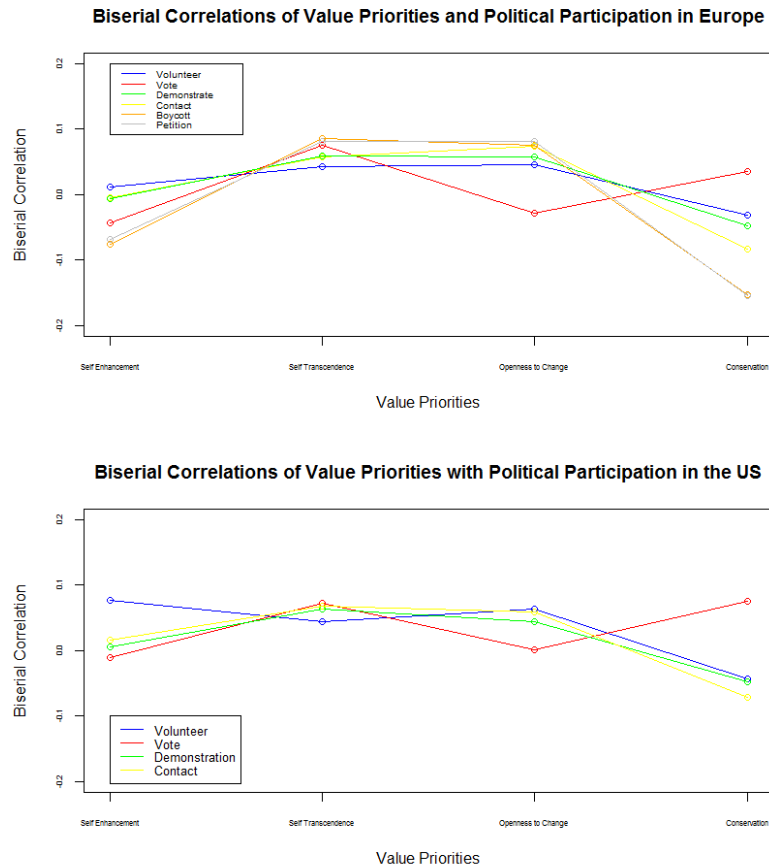 Biserial Correlations of Value Priorities and Political Participation in Europe
0.2
0.1
0.0
-0.1
-0.2
Biserial Correlation
Volunteer
Vote
Demonstrate
Contact
Boycott
Petition
Self Enhancement
Self Transcendence
Openness to Change
Conservation
Value Priorities
Biserial Correlations of Value Priorities with Political Participation in the US
0.2
0.1
0.0
-0.1
-0.2
Biserial Correlation
Volunteer
Vote
Demonstration
Contact
Self Enhancement
Self Transcendence
Openness to Change
Conservation
Value Priorities